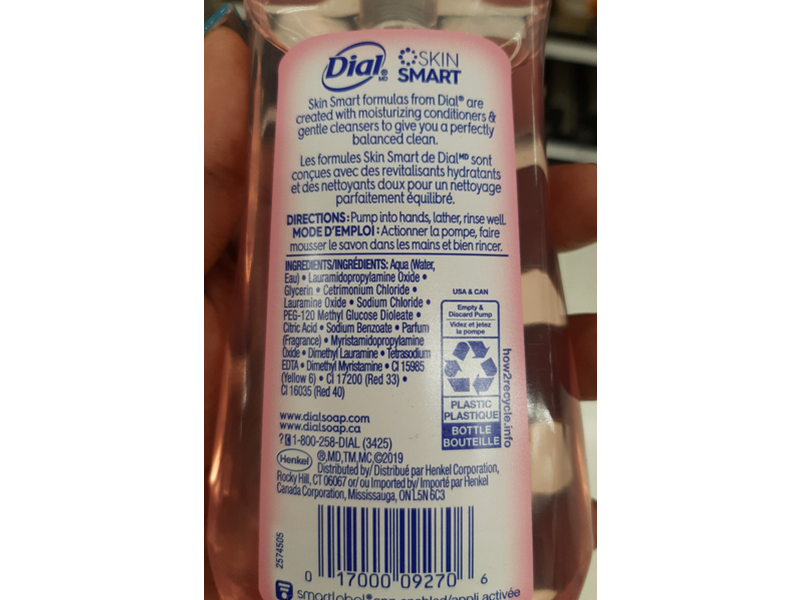 Dial®MD SKIN
SMART
Skin Smart formulas from Dial® are
created with moisturizing conditioners &
gentle cleansers to give you a perfectly
balanced clean.
Les formules Skin Smart de Dialᴹᴰ sont
conçues avec des revitalisants hydratants
et des nettoyants doux pour un nettoyage
parfaitement équilibré.
DIRECTIONS: Pump into hands, lather, rinse well.
MODE D'EMPLOI: Actionner la pompe, faire
mousser le savon dans les mains et bien rincer.
INGREDIENTS/INGRÉDIENTS: Aqua (Water,
Eau) • Lauramidopropylamine Oxide •
Glycerin • Cetrimonium Chloride •
Lauramine Oxide • Sodium Chloride •
PEG-120 Methyl Glucose Dioleate •
Citric Acid • Sodium Benzoate • Parfum
(Fragrance) • Myristamidopropylamine
Oxide • Dimethyl Lauramine • Tetrasodium
EDTA • Dimethyl Myristamine • CI 15985
(Yellow 6) • CI 17200 (Red 33) •
CI 16035 (Red 40)
USA & CAN
Empty &
Discard Pump
Videz et jetez
la pompe
PLASTIC
PLASTIQUE
BOTTLE
BOUTEILLE
how2recycle.info
www.dialsoap.com
www.dialsoap.ca
? 1-800-258-DIAL (3425)
Henkel ®,MD,TM,MC,©2019
Distributed by/ Distribué par Henkel Corporation,
Rocky Hill, CT 06067 or/ ou Imported by/ Importé par Henkel
Canada Corporation, Mississauga, ON L5N 6C3
2574505
0 17000 09270 6
smartlabel® app enabled/appli activée